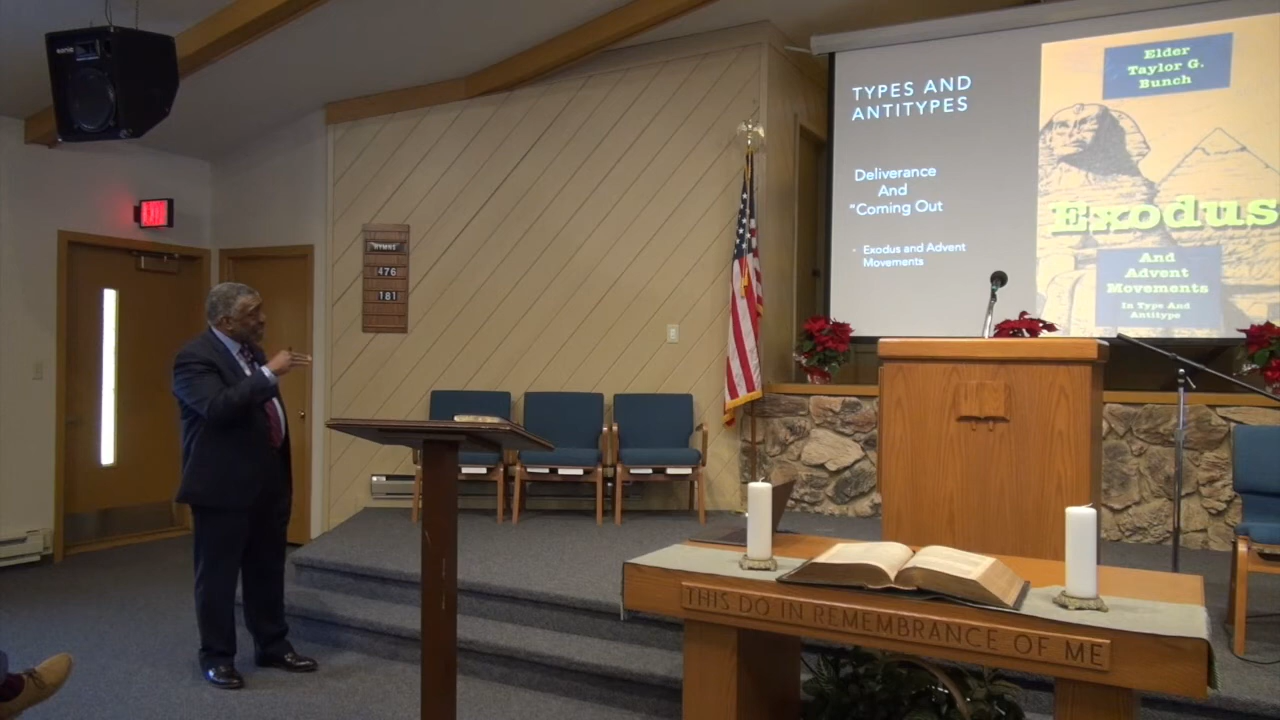 HYMNS
476
181
TYPES AND
ANTITYPES
Deliverance
And
"Coming Out
Exodus and Advent
Movements
Elder
Taylor G.
Bunch
Exodus
And
Advent
Movements
In Type And
Antitype
THIS DO IN REMEMBRANCE OF ME